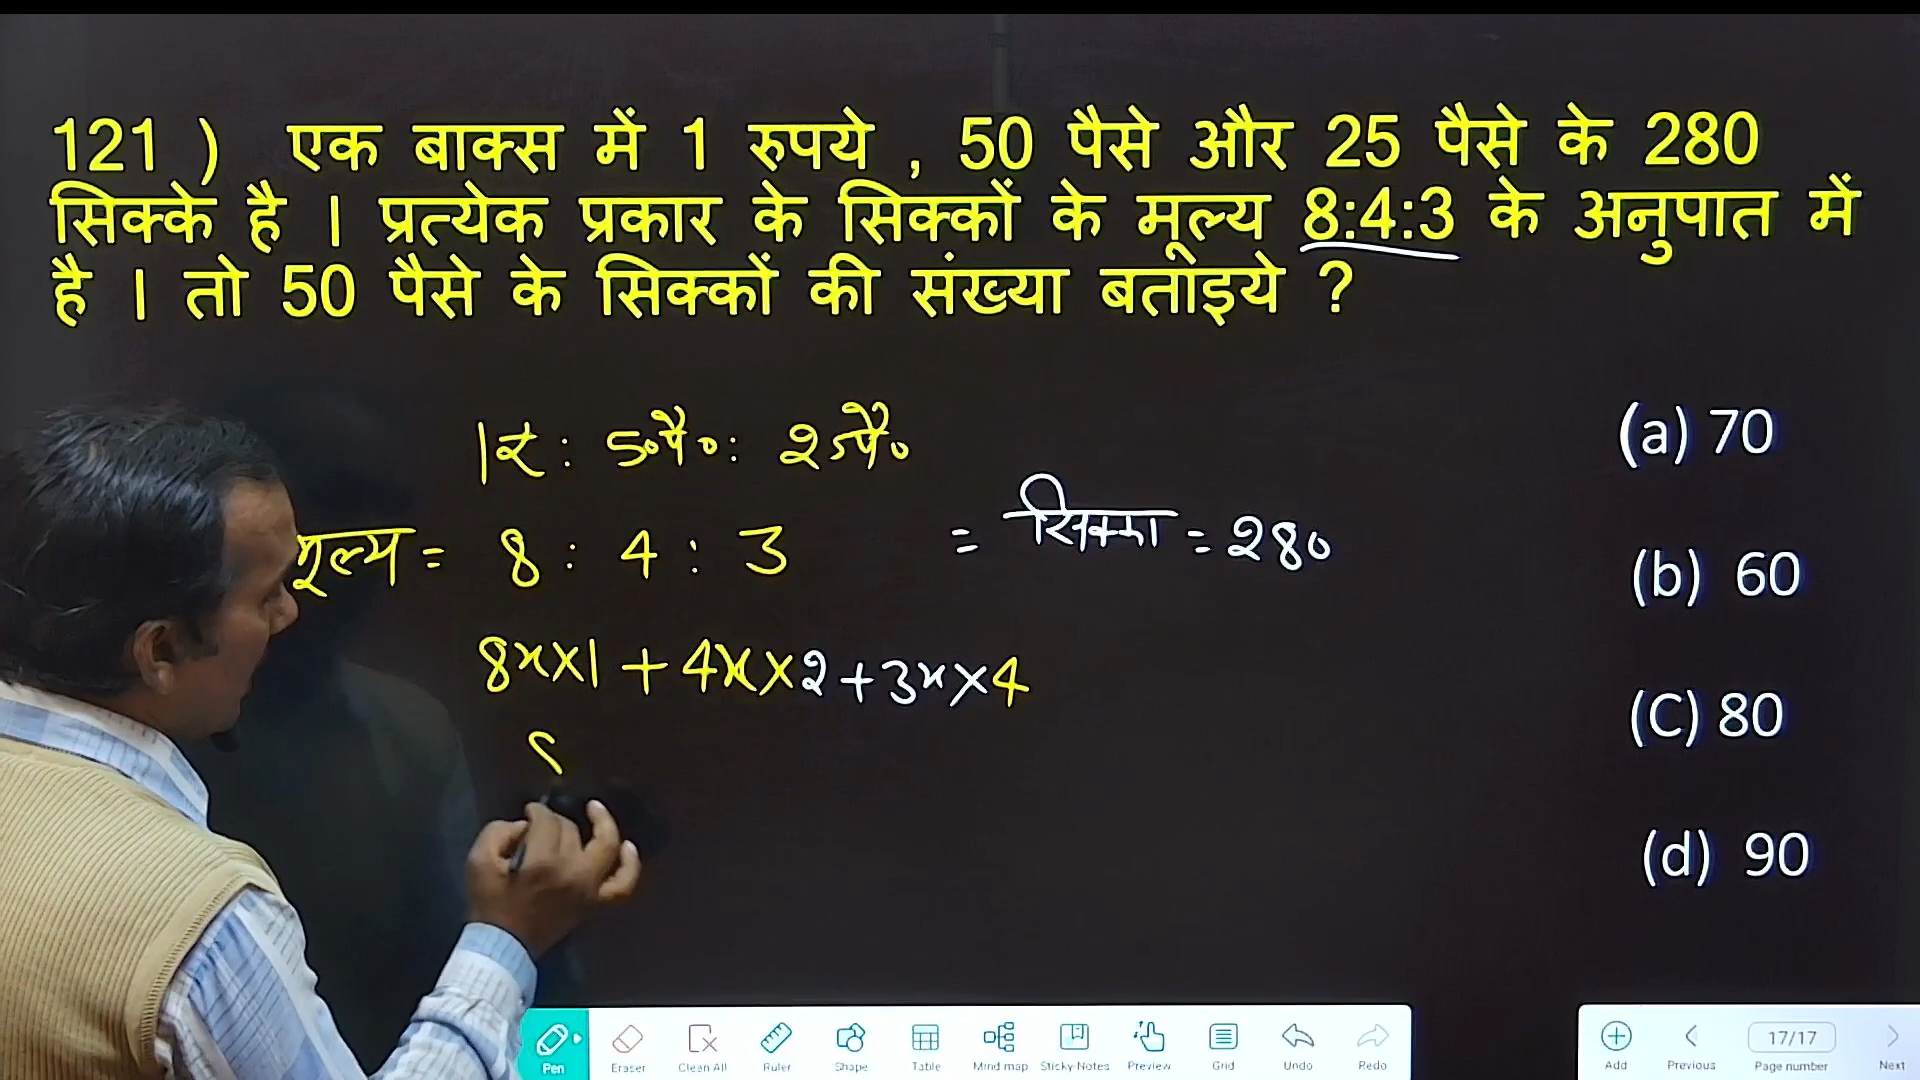 121 ) एक बाक्स में 1 रुपये , 50 पैसे और 25 पैसे के 280
सिक्के है । प्रत्येक प्रकार के सिक्कों के मूल्य 8:4:3 के अनुपात में
है । तो 50 पैसे के सिक्कों की संख्या बताइये ?
1रु : 50पै० : 25पै०
(a) 70
मूल्य = 8 : 4 : 3 = सिक्का = 280
(b) 60
8x×1 + 4x×2 + 3x×4
(C) 80
(d) 90
Pen Eraser Clean All Ruler Shape Table Mind map Sticky Notes Preview Grid Undo Redo
17/17
Add Previous Page number Next